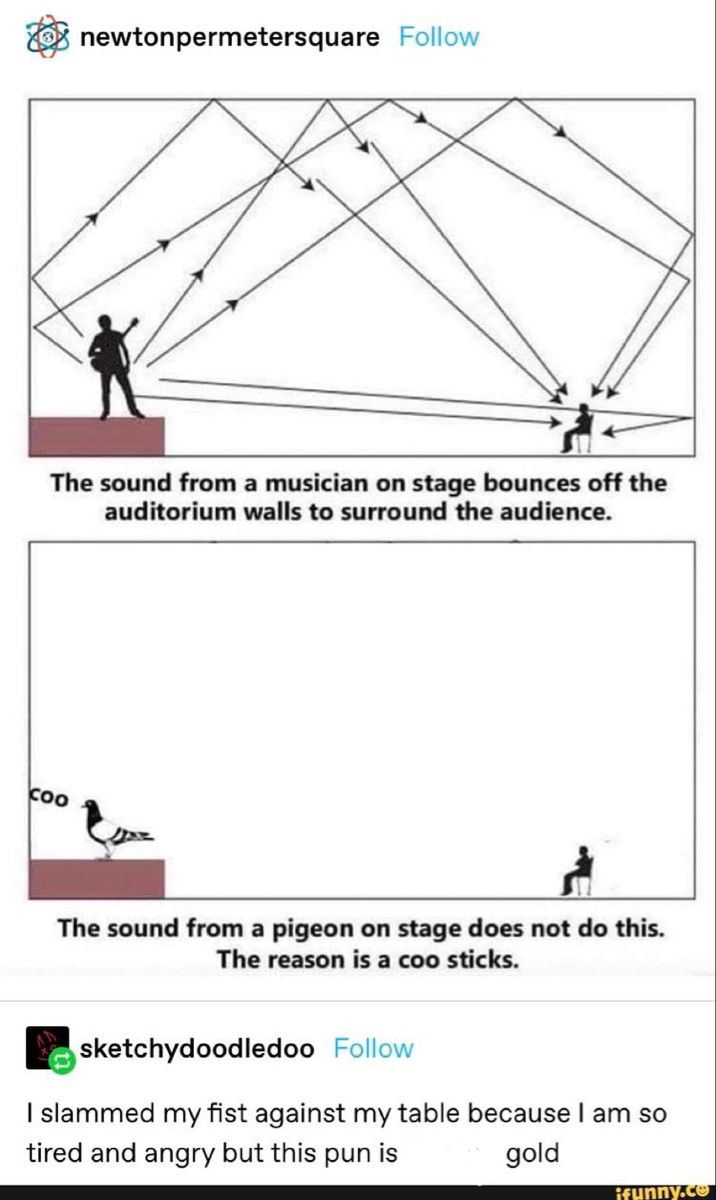 newtonpermetersquare Follow
The sound from a musician on stage bounces off the
auditorium walls to surround the audience.
coo
The sound from a pigeon on stage does not do this.
The reason is a coo sticks.
sketchydoodledoo Follow
I slammed my fist against my table because I am so
tired and angry but this pun is gold
ifunny.co